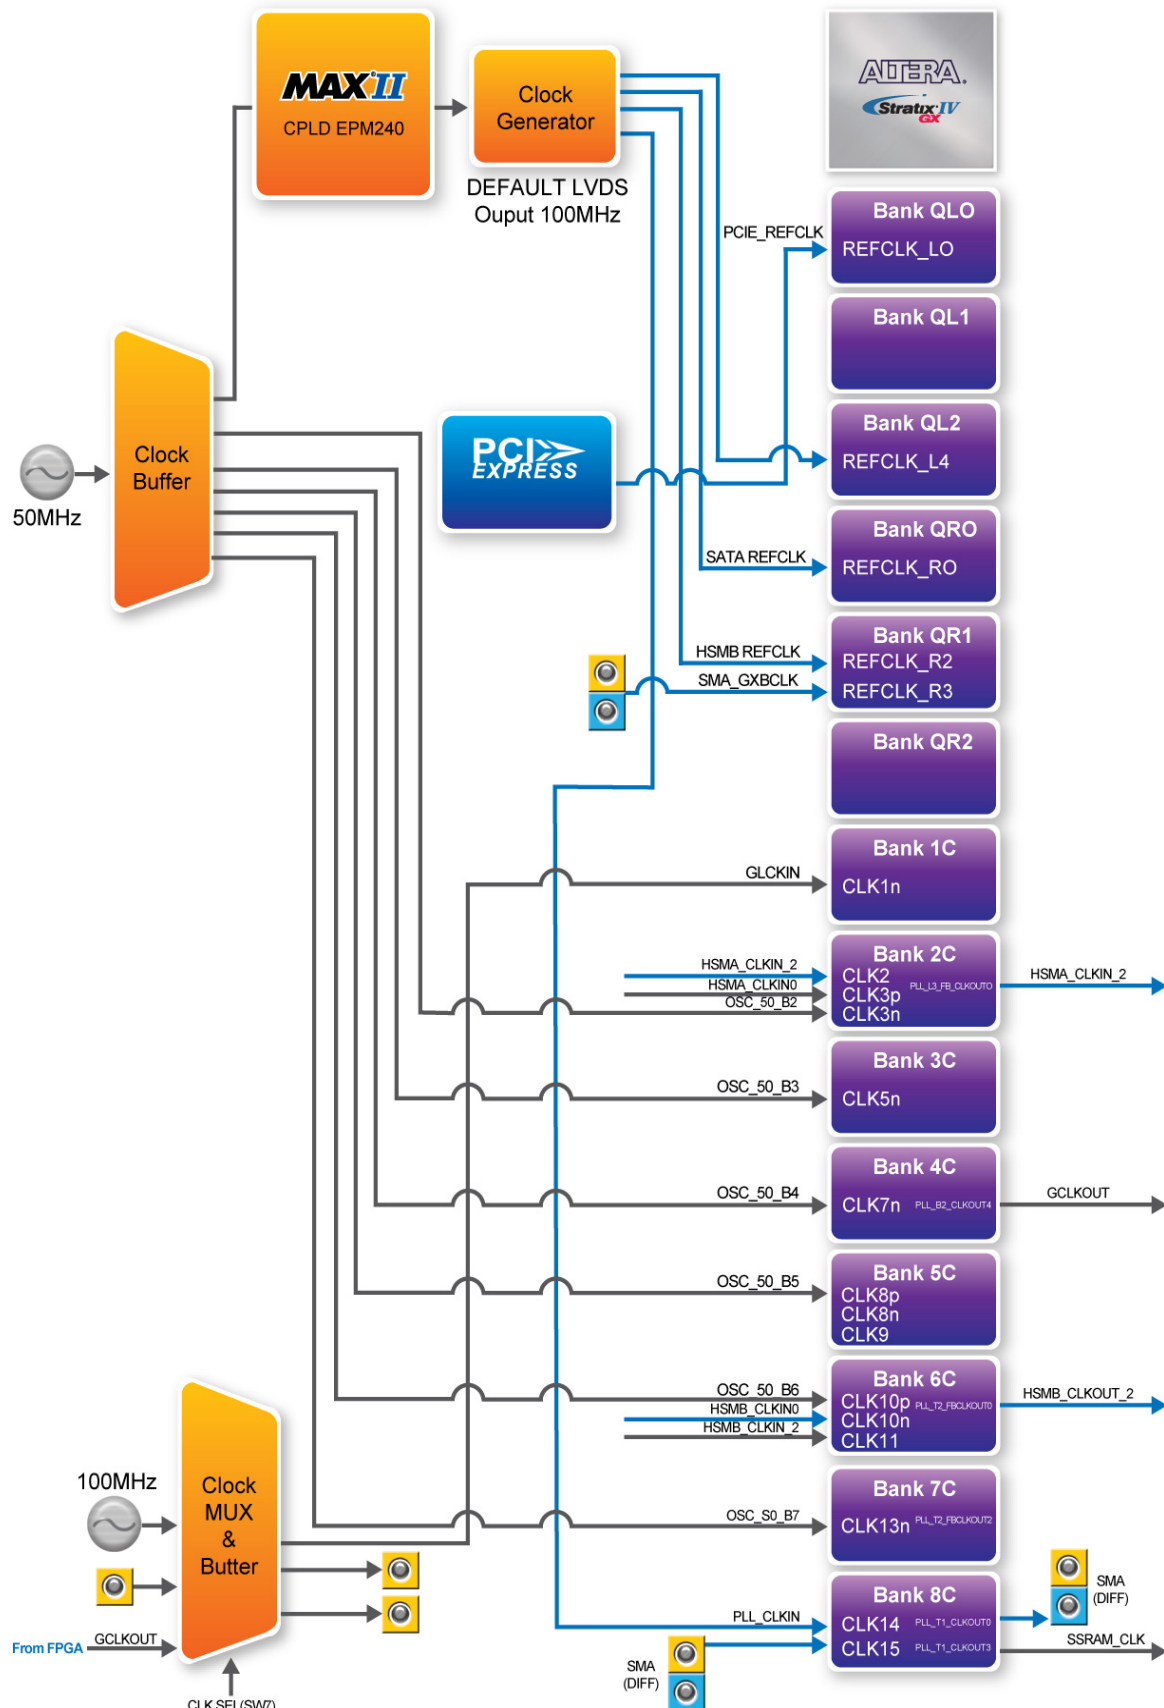 MAX II
CPLD EPM240
Clock
Generator
DEFAULT LVDS
Ouput 100MHz
ALTERA.
Stratix IV
GX
Bank QLO
PCIE_REFCLK
REFCLK_LO
Bank QL1
Bank QL2
REFCLK_L4
PCI
EXPRESS
Clock
Buffer
50MHz
Bank QRO
SATA REFCLK
REFCLK_RO
Bank QR1
HSMB REFCLK
REFCLK_R2
SMA_GXBCLK
REFCLK_R3
Bank QR2
Bank 1C
GLCKIN
CLK1n
Bank 2C
HSMA_CLKIN_2
CLK2
HSMA_CLKIN0
CLK3p
PLL_L3_FB_CLKOUTO
HSMA_CLKIN_2
OSC_50_B2
CLK3n
Bank 3C
OSC_50_B3
CLK5n
Bank 4C
OSC_50_B4
CLK7n
PLL_B2_CLKOUT4
GCLKOUT
Bank 5C
OSC_50_B5
CLK8p
CLK8n
CLK9
Bank 6C
OSC_50_B6
CLK10p
PLL_T2_FBCLKOUT0
HSMB_CLKOUT_2
HSMB_CLKIN0
CLK10n
HSMB_CLKIN_2
CLK11
Bank 7C
OSC_S0_B7
CLK13n
PLL_T2_FBCLKOUT2
100MHz
Clock
MUX
&
Butter
From FPGA
GCLKOUT
CLK SEL(SW7)
Bank 8C
PLL_CLKIN
CLK14
PLL_T1_CLKOUT0
SMA
(DIFF)
CLK15
PLL_T1_CLKOUT3
SSRAM_CLK
SMA
(DIFF)